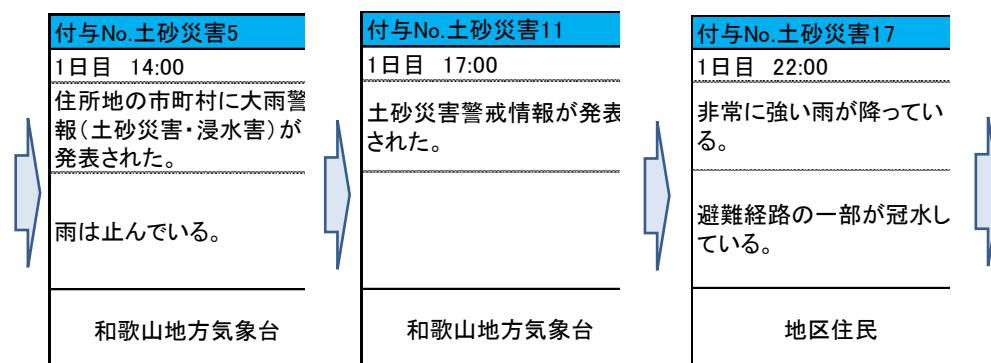 付与No.土砂災害5
1日目 14:00
住所地の市町村に大雨警
報(土砂災害・浸水害)が
発表された。
雨は止んでいる。
和歌山地方気象台
付与No.土砂災害11
1日目 17:00
土砂災害警戒情報が発表
された。
和歌山地方気象台
付与No.土砂災害17
1日目 22:00
非常に強い雨が降ってい
る。
避難経路の一部が冠水し
ている。
地区住民